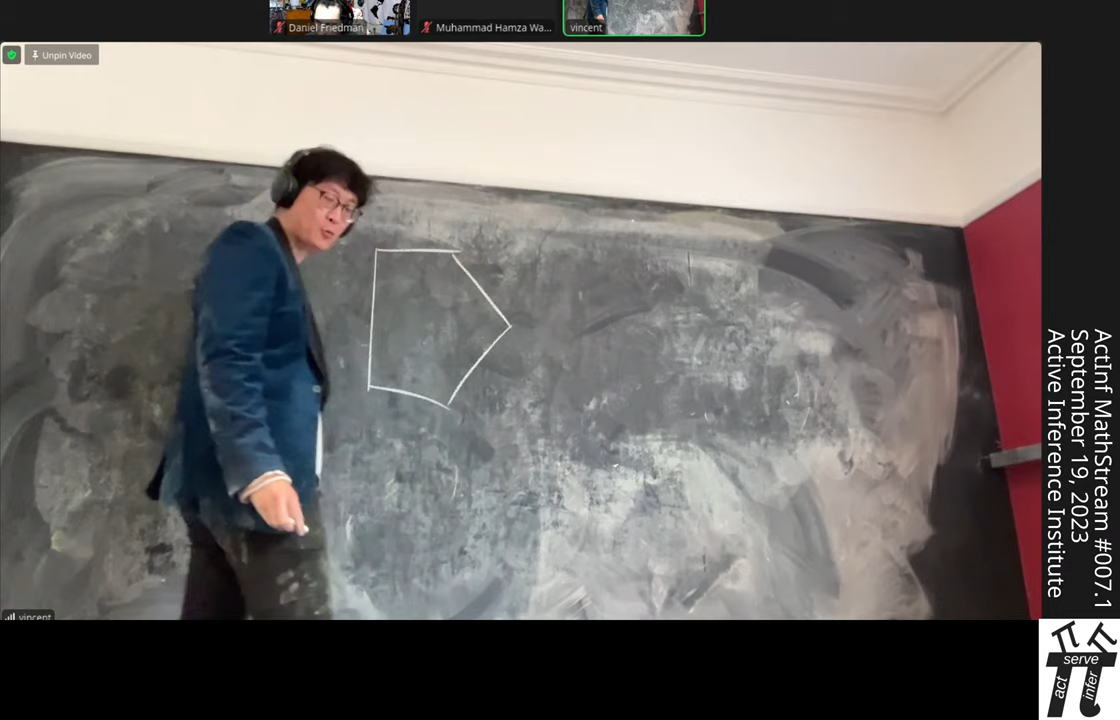 Daniel Friedman
Muhammad Hamza Wa...
vincent
Unpin Video
ActInf MathStream #007.1
September 19, 2023
Active Inference Institute
vincent
serve
act
infer